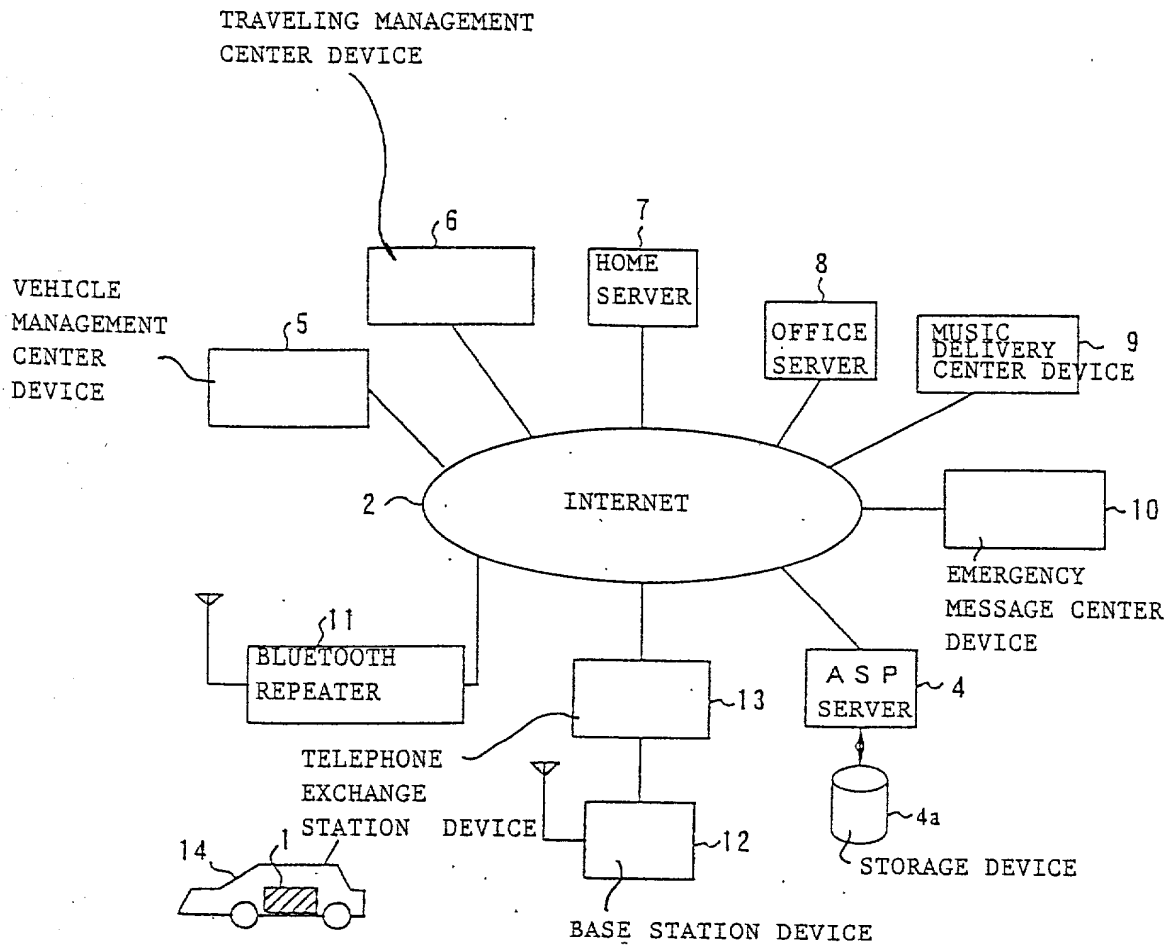 TRAVELING MANAGEMENT
CENTER DEVICE
6
7
HOME
SERVER
8
OFFICE
SERVER
MUSIC
DELIVERY
CENTER DEVICE
9
VEHICLE
MANAGEMENT
CENTER
DEVICE
5
2
INTERNET
10
EMERGENCY
MESSAGE CENTER
DEVICE
11
BLUETOOTH
REPEATER
13
ASP
SERVER
4
TELEPHONE
EXCHANGE
STATION DEVICE
12
4a
STORAGE DEVICE
14
1
BASE STATION DEVICE